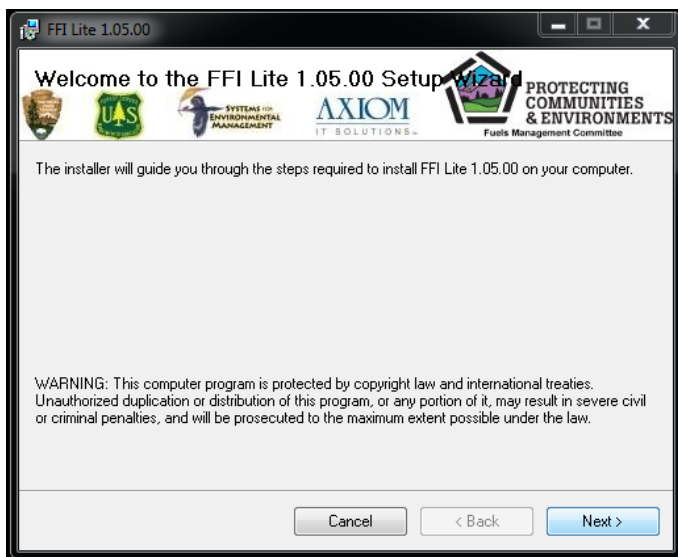 FFI Lite 1.05.00
Welcome to the FFI Lite 1.05.00 Setup Wizard
UAS
SYSTEMS FOR
ENVIRONMENTAL
MANAGEMENT
AXIOM
IT SOLUTIONS
PROTECTING
COMMUNITIES
& ENVIRONMENTS
Fuels Management Committee
The installer will guide you through the steps required to install FFI Lite 1.05.00 on your computer.
WARNING: This computer program is protected by copyright law and international treaties.
Unauthorized duplication or distribution of this program, or any portion of it, may result in severe civil
or criminal penalties, and will be prosecuted to the maximum extent possible under the law.
Cancel
< Back
Next >